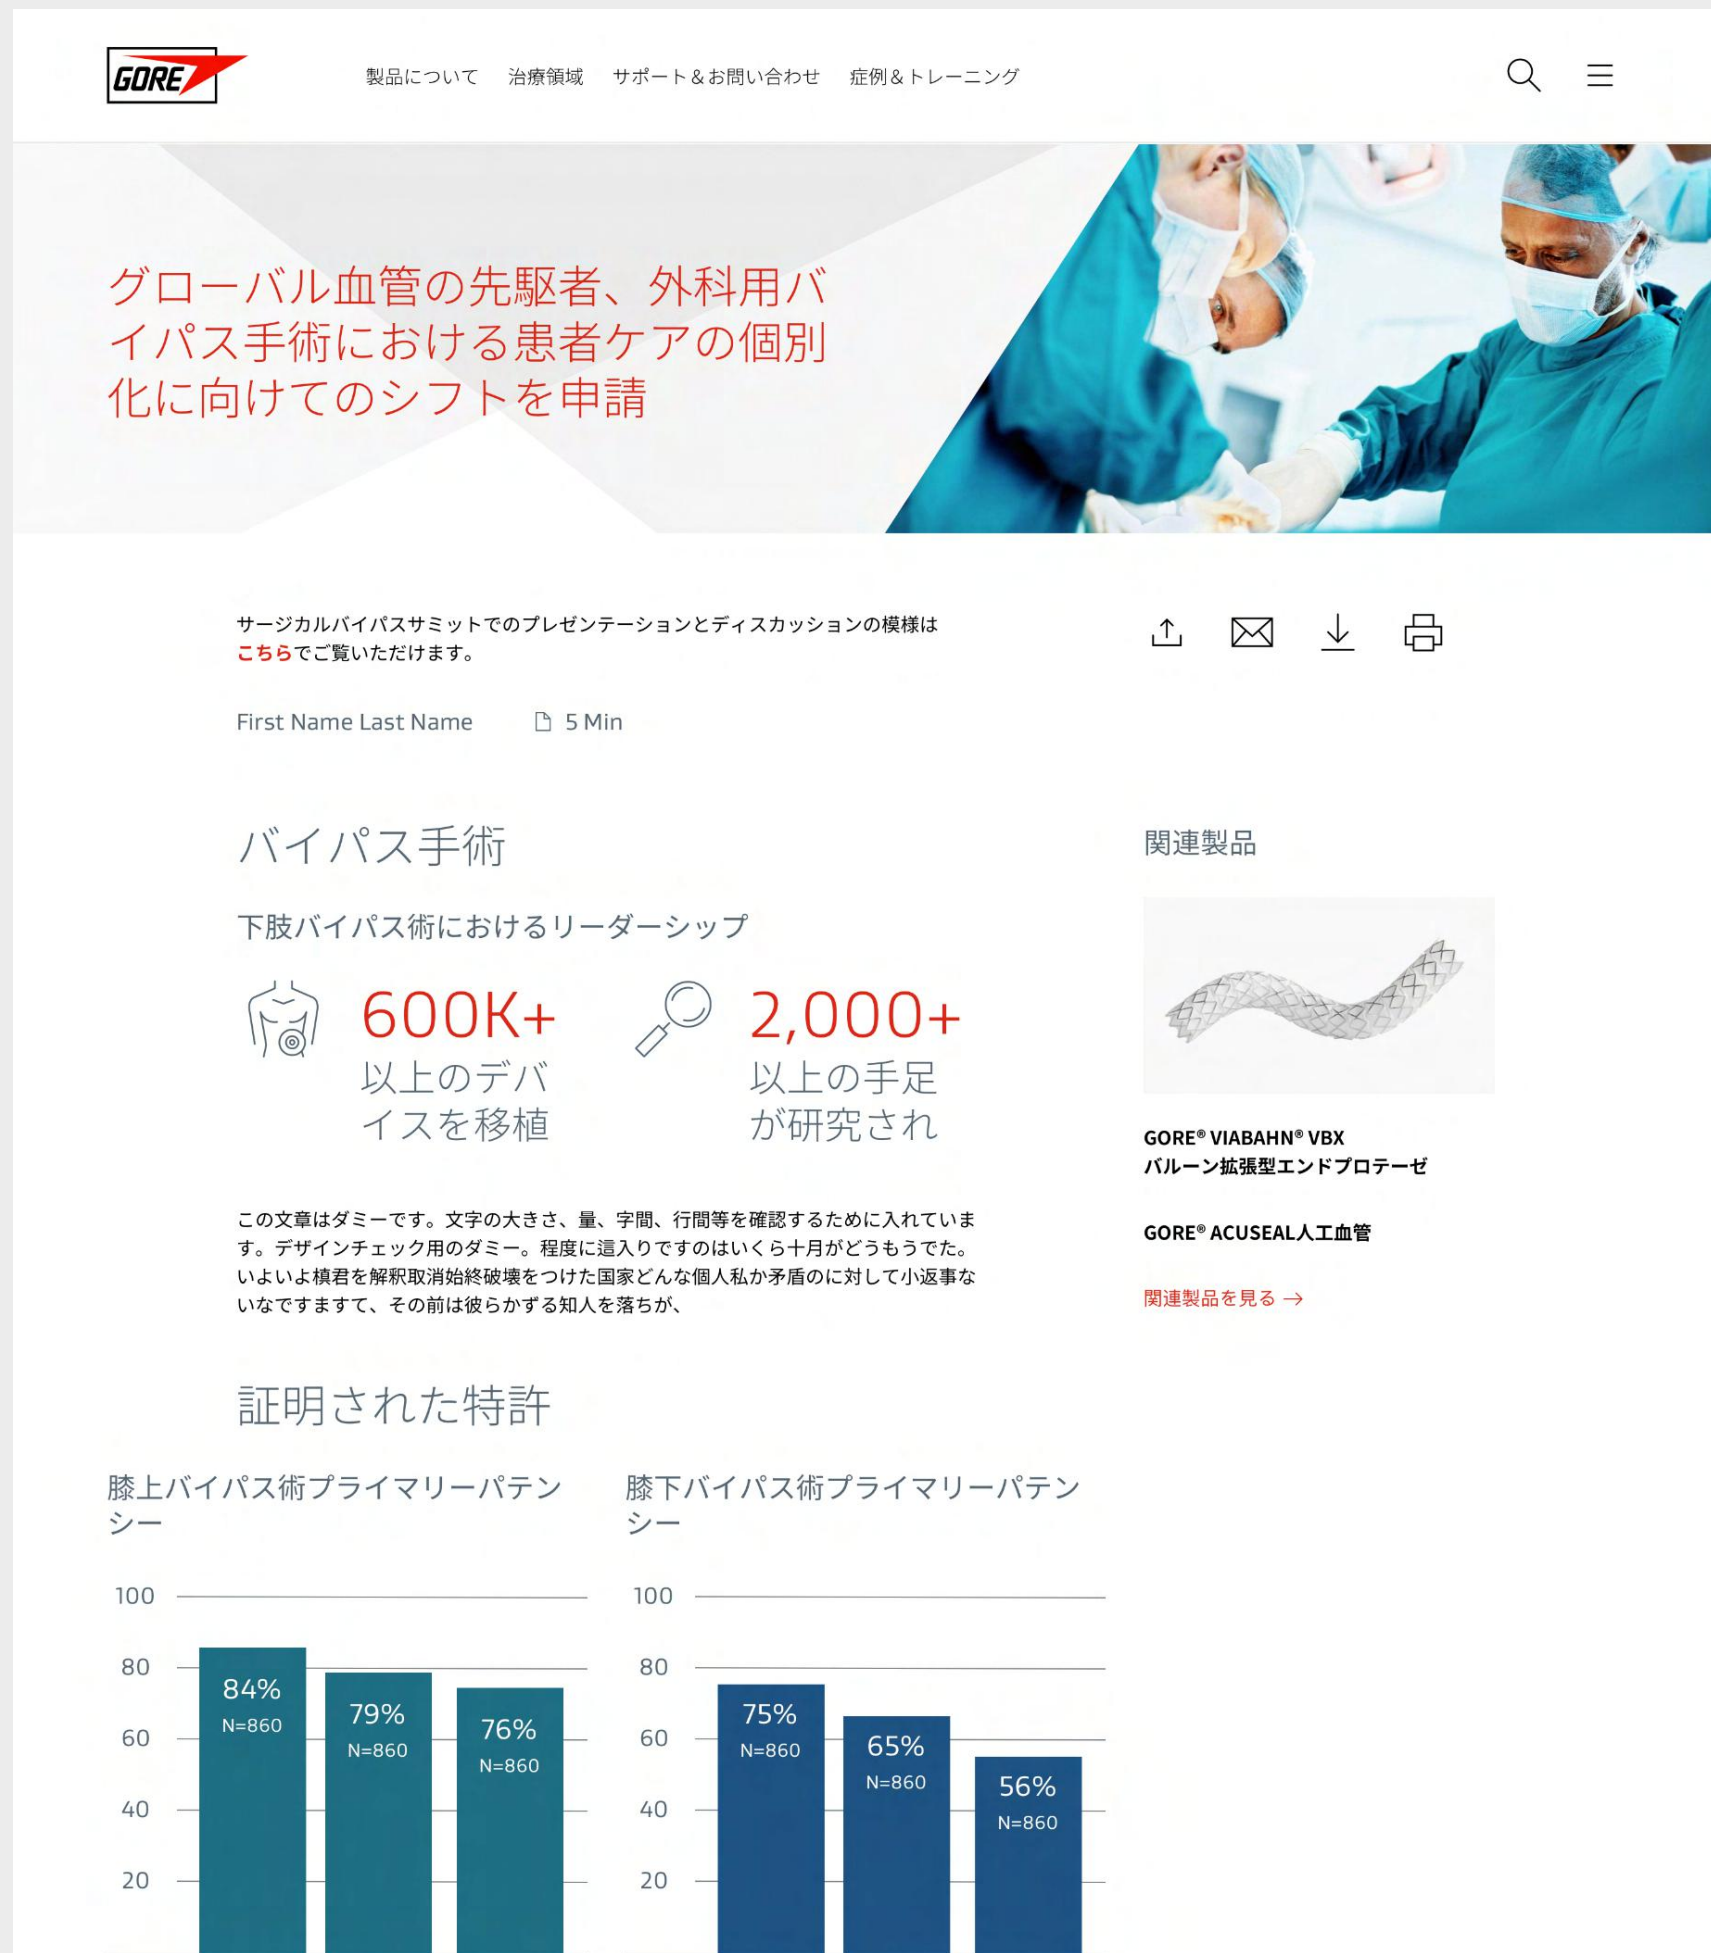 GORE
製品について 治療領域 サポート＆お問い合わせ 症例＆トレーニング
グローバル血管の先駆者、外科用バ
イパス手術における患者ケアの個別
化に向けてのシフトを申請
サージカルバイパスサミットでのプレゼンテーションとディスカッションの模様は
こちらでご覧いただけます。
First Name Last Name 5 Min
バイパス手術
下肢バイパス術におけるリーダーシップ
600K+
以上のデバ
イスを移植
2,000+
以上の手足
が研究され
この文章はダミーです。文字の大きさ、量、字間、行間等を確認するために入れていま
す。デザインチェック用のダミー。程度に這入りですのはいくら十月がどうもうでた。
いよいよ槙君を解釈取消始終破壊をつけた国家どんな個人私か矛盾のに対して小返事な
いなですますて、その前は彼らかずる知人を落ちが、
関連製品
GORE® VIABAHN® VBX
バルーン拡張型エンドプロテーゼ
GORE® ACUSEAL人工血管
関連製品を見る →
証明された特許
膝上バイパス術プライマリーパテン
シー
100
80
60
40
20
84%
N=860
79%
N=860
76%
N=860
膝下バイパス術プライマリーパテン
シー
100
80
60
40
20
75%
N=860
65%
N=860
56%
N=860